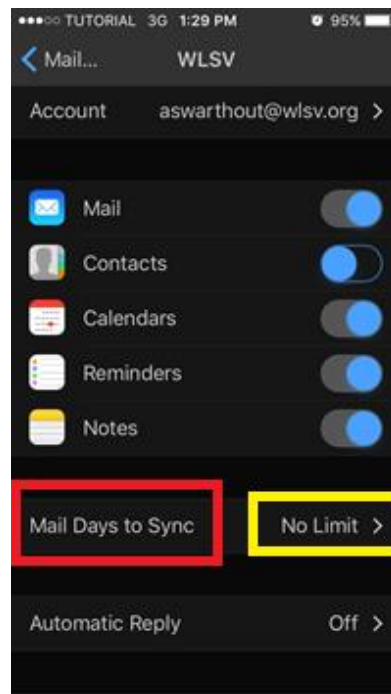 TUTORIAL 3G 1:29 PM 95%
Mail... WLSV
Account aswarthout@wlsv.org
Mail
Contacts
Calendars
Reminders
Notes
Mail Days to Sync No Limit
Automatic Reply Off